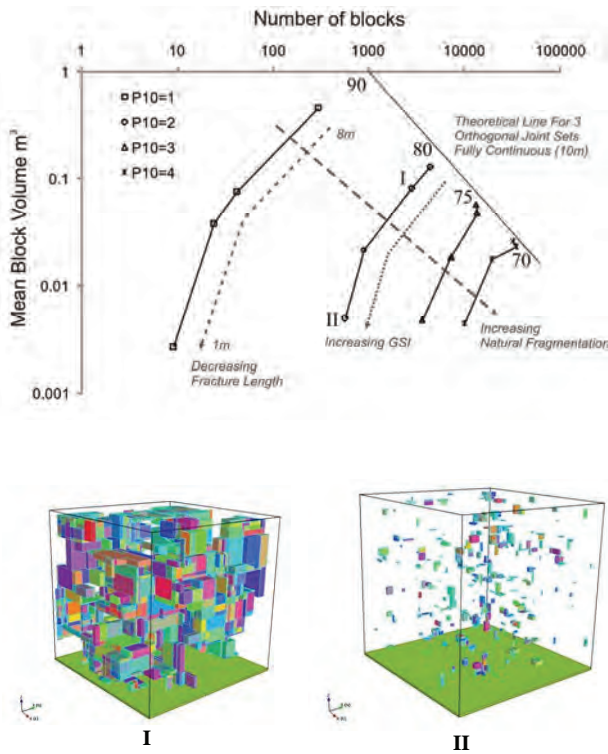 Number of blocks
1
10
100
1000
10000
100000
1
0.1
0.01
0.001
Mean Block Volume m³
P10=1
P10=2
P10=3
P10=4
90
Theoretical Line For 3
Orthogonal Joint Sets
Fully Continuous (10m)
8m
80
I
75
70
II
1m
Increasing GSI
Increasing
Natural Fragmentation
Decreasing
Fracture Length
I
II